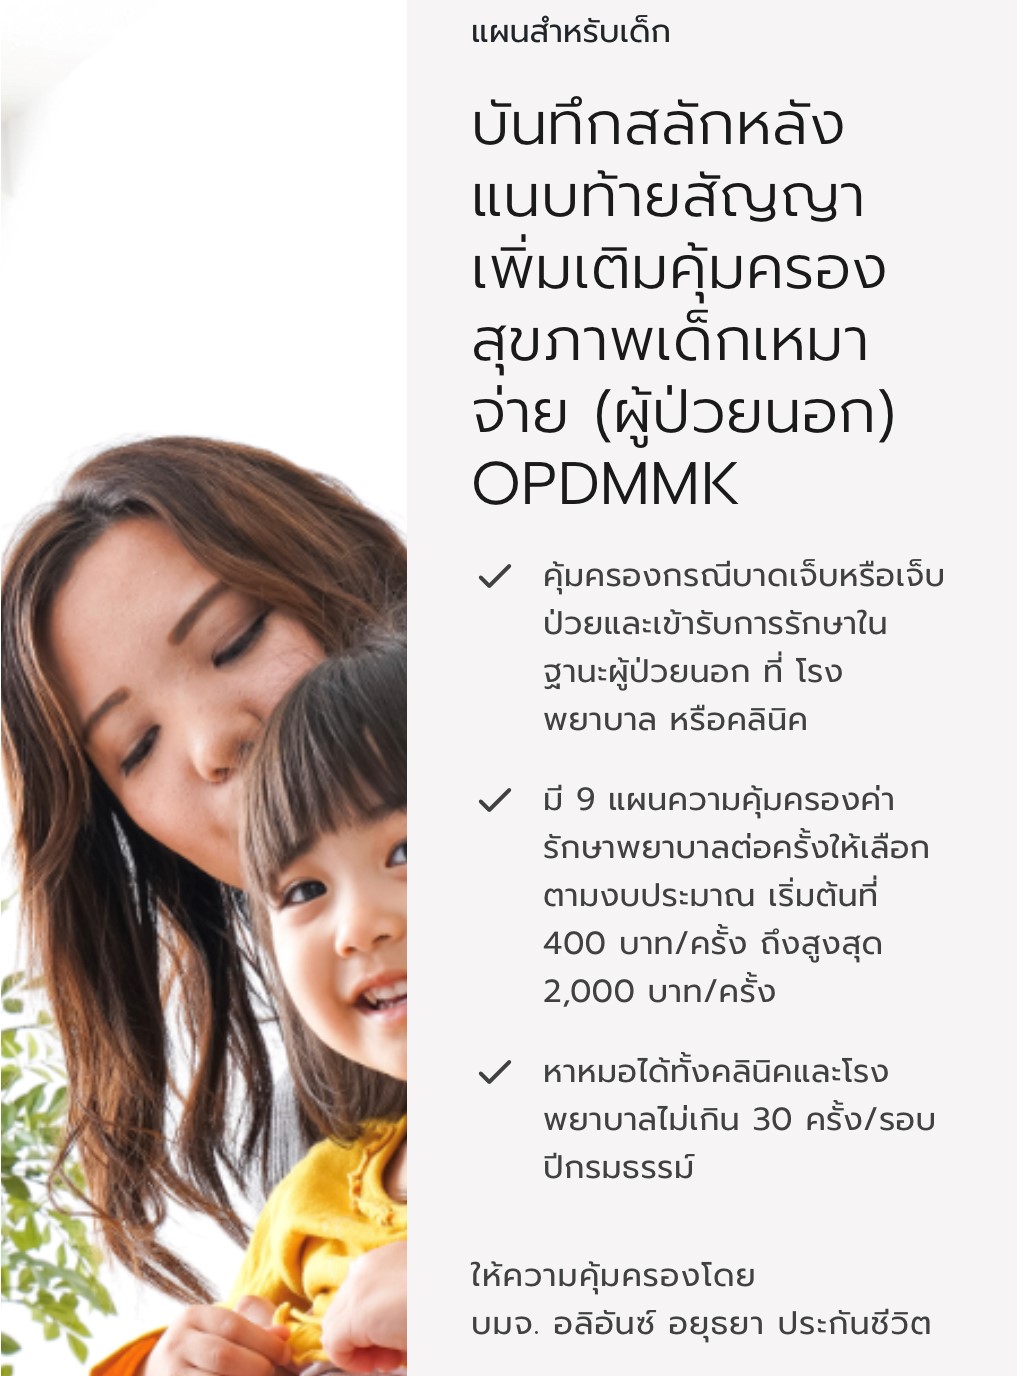 แผนสำหรับเด็ก
บันทึกสลักหลัง
แนบท้ายสัญญา
เพิ่มเติมคุ้มครอง
สุขภาพเด็กเหมา
จ่าย (ผู้ป่วยนอก)
OPDMMK
คุ้มครองกรณีบาดเจ็บหรือเจ็บ
ป่วยและเข้ารับการรักษาใน
ฐานะผู้ป่วยนอก ที่ โรง
พยาบาล หรือคลินิค
มี 9 แผนความคุ้มครองค่า
รักษาพยาบาลต่อครั้งให้เลือก
ตามงบประมาณ เริ่มต้นที่
400 บาท/ครั้ง ถึงสูงสุด
2,000 บาท/ครั้ง
หาหมอได้ทั้งคลินิคและโรง
พยาบาลไม่เกิน 30 ครั้ง/รอบ
ปีกรมธรรม์
ให้ความคุ้มครองโดย
บมจ. อลิอันซ์ อยุธยา ประกันชีวิต